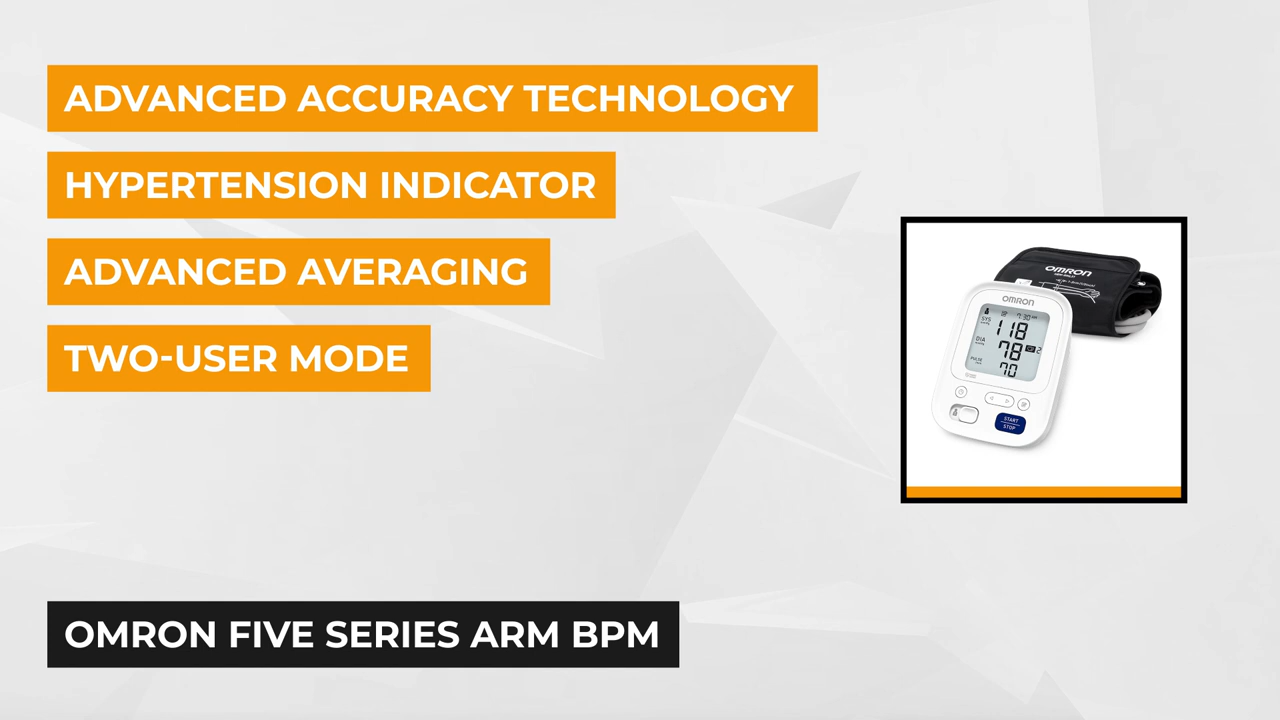 ADVANCED ACCURACY TECHNOLOGY
HYPERTENSION INDICATOR
ADVANCED AVERAGING
TWO-USER MODE
OMRON
OMRON
SYS
118
DIA
78
PULSE
70
START
STOP
OMRON FIVE SERIES ARM BPM